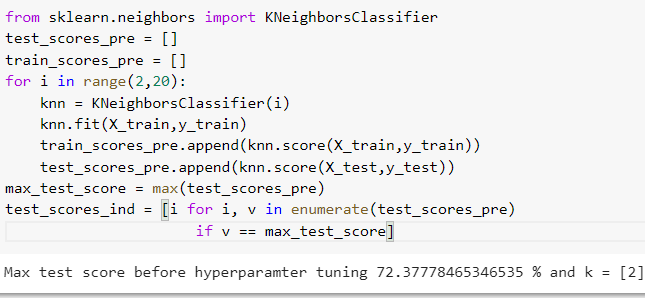 from sklearn.neighbors import KNeighborsClassifier
test_scores_pre = []
train_scores_pre = []
for i in range(2,20):
    knn = KNeighborsClassifier(i)
    knn.fit(X_train,y_train)
    train_scores_pre.append(knn.score(X_train,y_train))
    test_scores_pre.append(knn.score(X_test,y_test))
max_test_score = max(test_scores_pre)
test_scores_ind = [i for i, v in enumerate(test_scores_pre)
                   if v == max_test_score]
Max test score before hyperparamter tuning 72.37778465346535 % and k = [2]